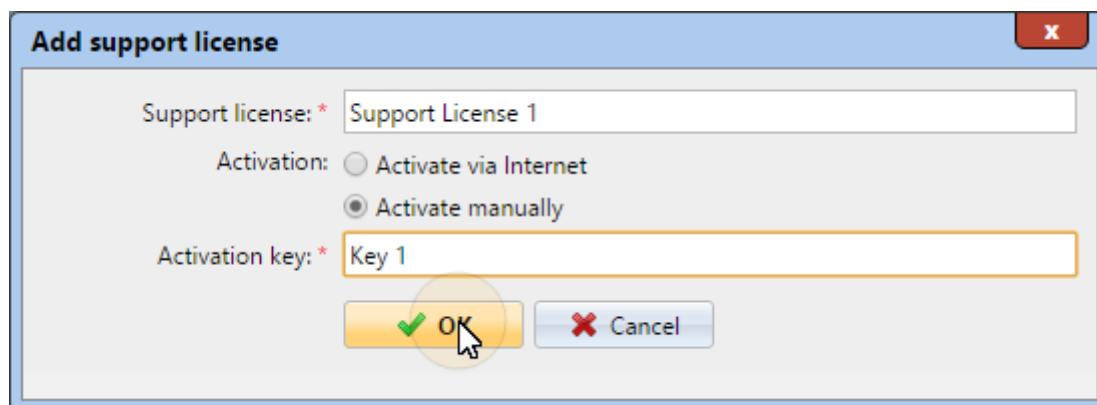 Add support license
x
Support license: * Support License 1
Activation: Activate via Internet
Activate manually
Activation key: * Key 1
OK Cancel